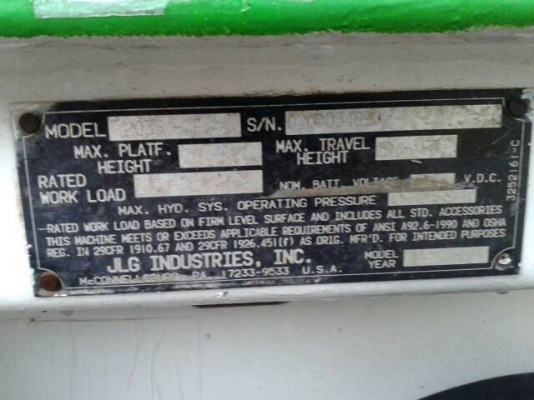 MODEL 2033 S/N. 0200034890
MAX. PLATF. HEIGHT MAX. TRAVEL HEIGHT
RATED WORK LOAD NOM. BATT. VOLTAGE V.D.C.
MAX. HYD. SYS. OPERATING PRESSURE
-RATED WORK LOAD BASED ON FIRM LEVEL SURFACE AND INCLUDES ALL STD. ACCESSORIES
THIS MACHINE MEETS OR EXCEEDS APPLICABLE REQUIREMENTS OF ANSI A92.6-1990 AND OSHA
REG. IN 29CFR 1910.67 AND 29CFR 1926.451(f) AS ORIG. MFR'D. FOR INTENDED PURPOSES
JLG INDUSTRIES, INC. MODEL YEAR
McCONNELLSBURG, PA. 17233-9533 U.S.A.
3252161-C